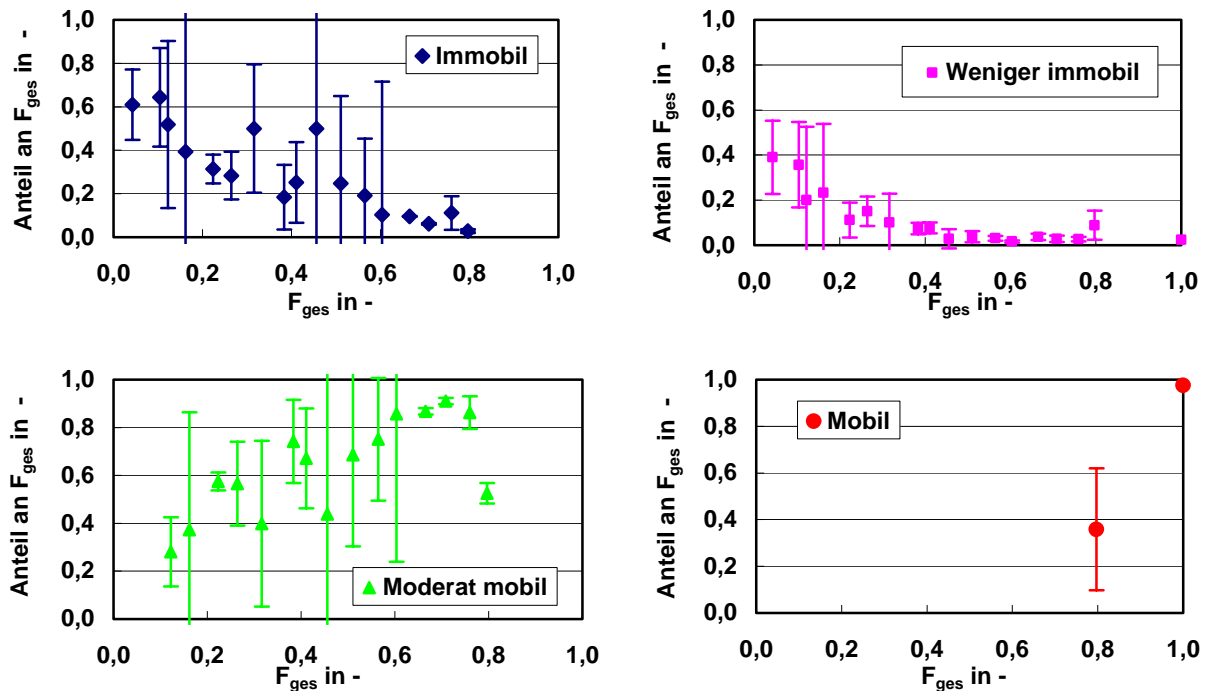 Anteil an Fges in -
1,0
0,8
0,6
0,4
0,2
0,0
Immobil
0,0 0,2 0,4 0,6 0,8 1,0
Fges in -
Anteil an Fges in -
1,0
0,8
0,6
0,4
0,2
0,0
Weniger immobil
0,0 0,2 0,4 0,6 0,8 1,0
Fges in -
Anteil an Fges in -
1,0
0,8
0,6
0,4
0,2
0,0
Moderat mobil
0,0 0,2 0,4 0,6 0,8 1,0
Fges in -
Anteil an Fges in -
1,0
0,8
0,6
0,4
0,2
0,0
Mobil
0,0 0,2 0,4 0,6 0,8 1,0
Fges in -